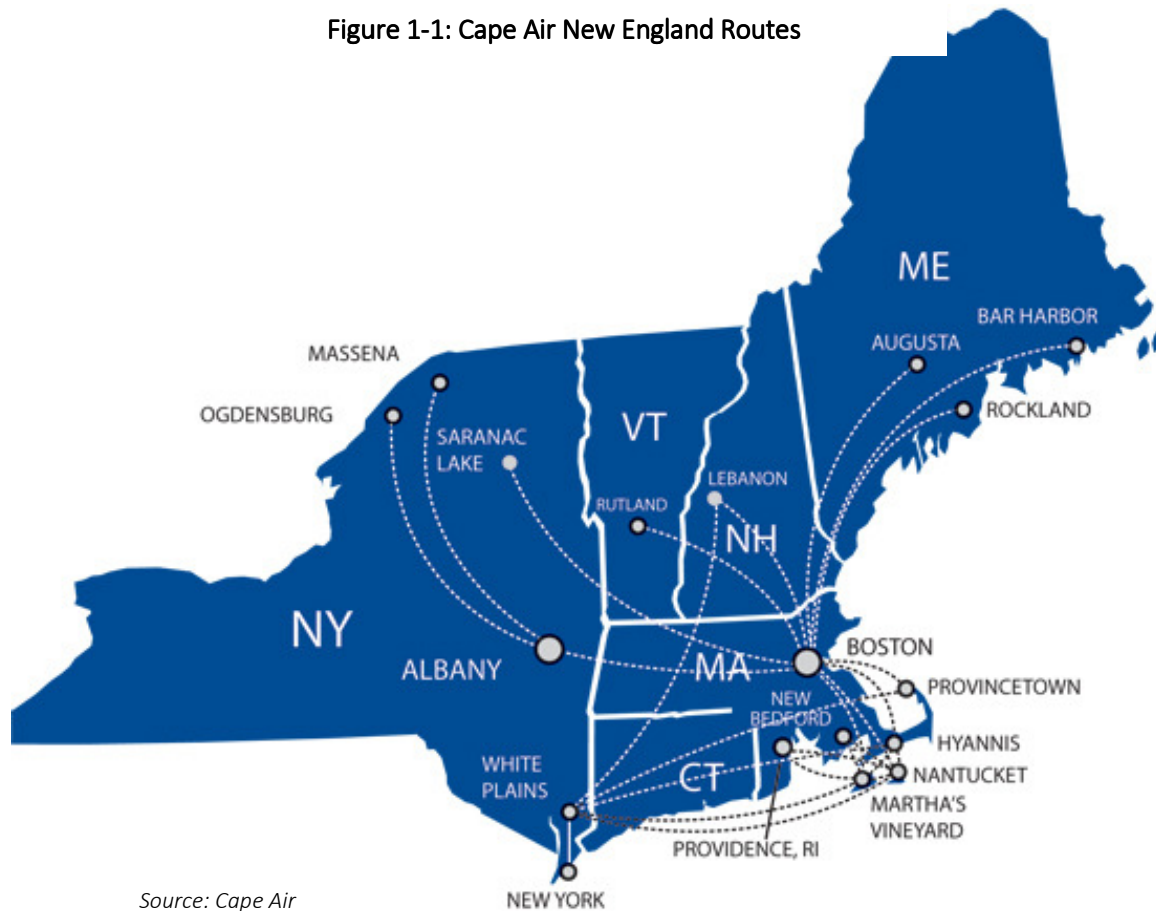 Figure 1-1: Cape Air New England Routes
ME
BAR HARBOR
AUGUSTA
MASSENA
OGDENSBURG
ROCKLAND
VT
SARANAC
LAKE
LEBANON
RUTLAND
NH
NY
BOSTON
ALBANY
MA
PROVINCETOWN
NEW
BEDFORD
HYANNIS
WHITE
PLAINS
CT
NANTUCKET
MARTHA'S
VINEYARD
PROVIDENCE, RI
NEW YORK
Source: Cape Air